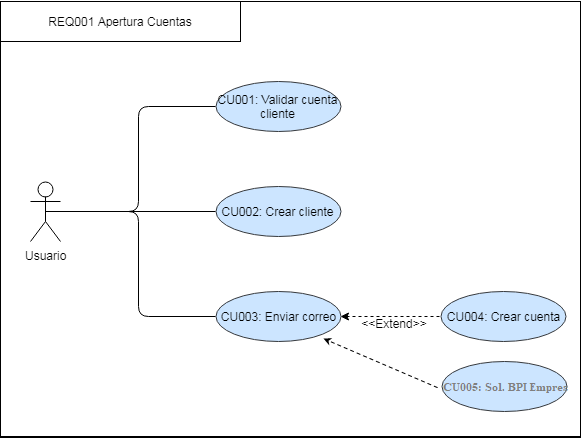 REQ001 Apertura Cuentas
CU001: Validar cuenta
cliente
CU002: Crear cliente
Usuario
CU003: Enviar correo
<<Extend>>
CU004: Crear cuenta
CU005: Sol. BPI Empres